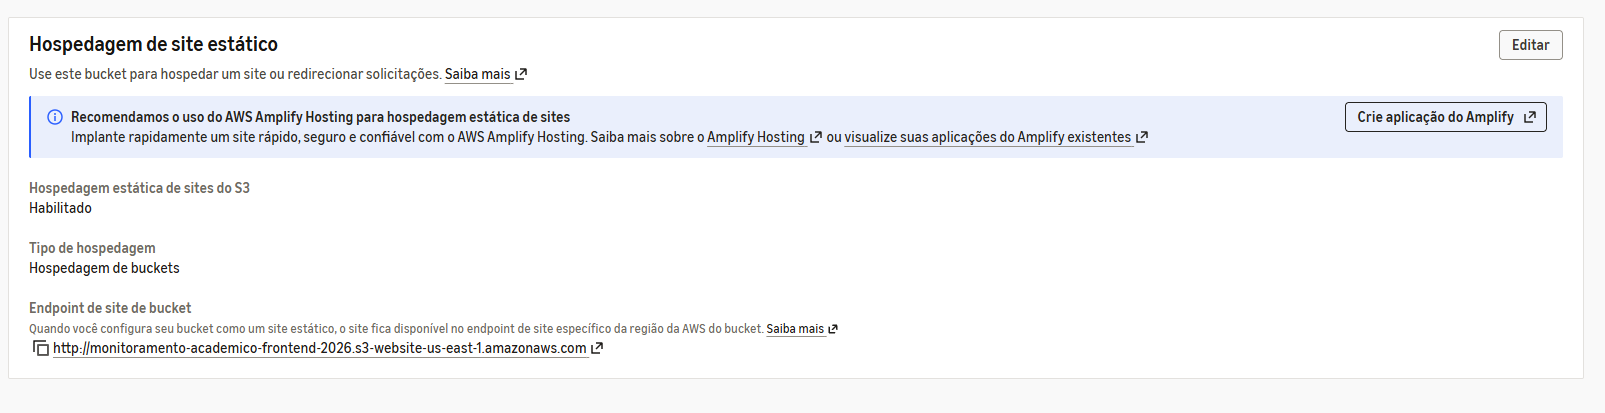 Hospedagem de site estático
Editar
Use este bucket para hospedar um site ou redirecionar solicitações. Saiba mais
Recomendamos o uso do AWS Amplify Hosting para hospedagem estática de sites
Implante rapidamente um site rápido, seguro e confiável com o AWS Amplify Hosting. Saiba mais sobre o Amplify Hosting ou visualize suas aplicações do Amplify existentes
Crie aplicação do Amplify
Hospedagem estática de sites do S3
Habilitado
Tipo de hospedagem
Hospedagem de buckets
Endpoint de site de bucket
Quando você configura seu bucket como um site estático, o site fica disponível no endpoint de site específico da região da AWS do bucket. Saiba mais
http://monitoramento-academico-frontend-2026.s3-website-us-east-1.amazonaws.com